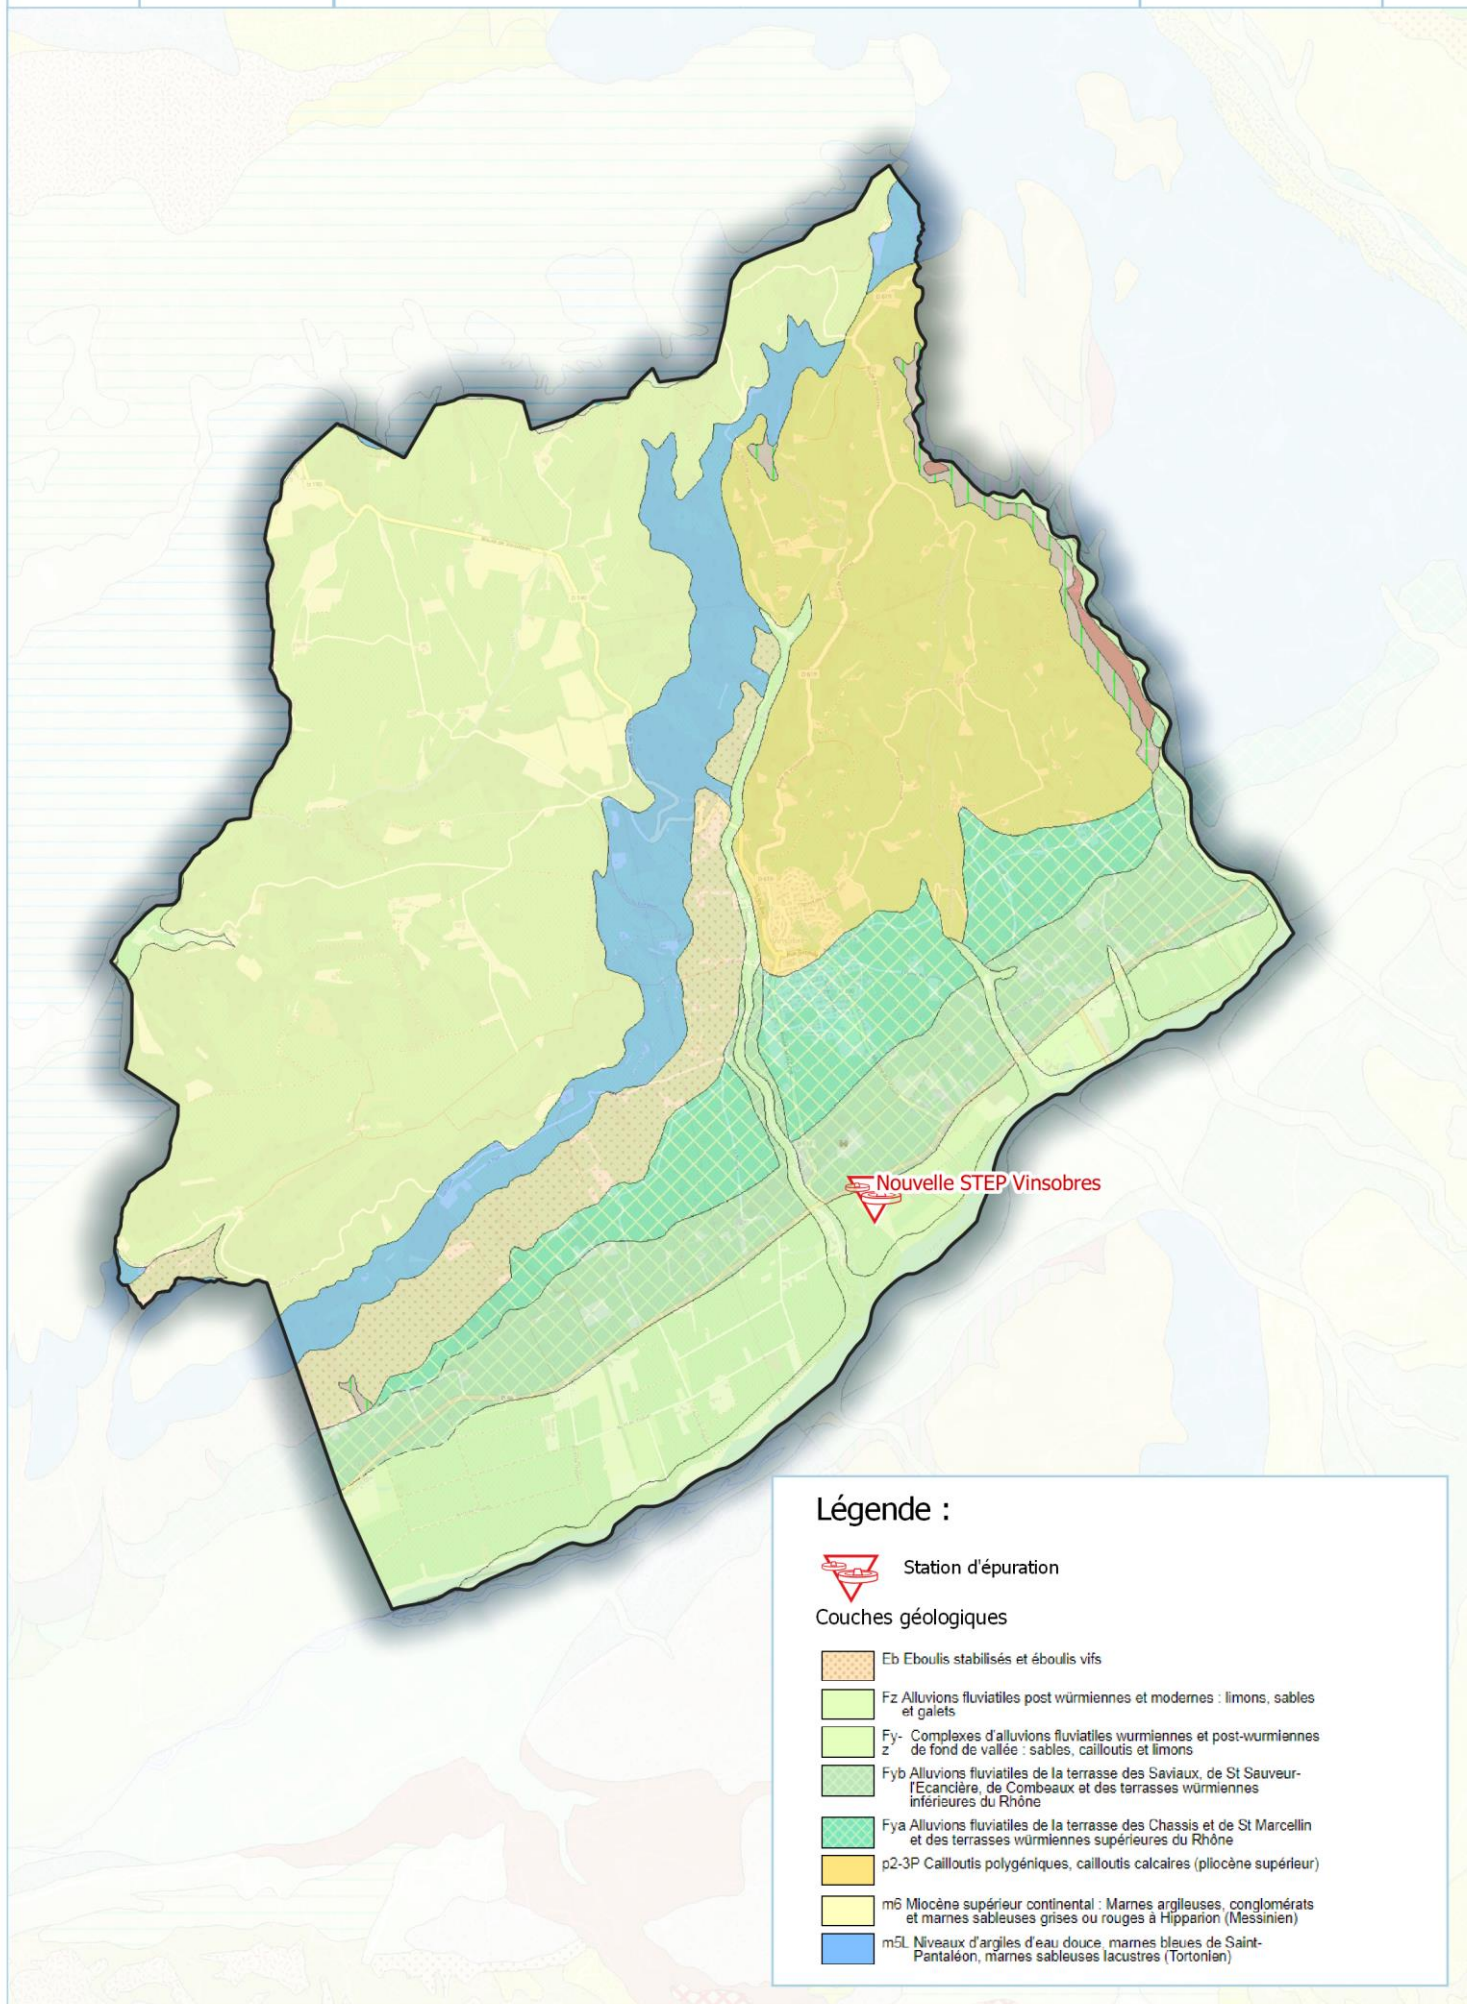 Nouvelle STEP Vinsobres
Légende :
Station d'épuration
Couches géologiques
Eb Eboulis stabilisés et éboulis vifs
Fz Alluvions fluviatiles post würmiennes et modernes : limons, sables
et galets
Fy- Complexes d'alluvions fluviatiles wurmiennes et post-wurmiennes
z de fond de vallée : sables, cailloutis et limons
Fyb Alluvions fluviatiles de la terrasse des Saviaux, de St Sauveur-
l'Ecancière, de Combeaux et des terrasses würmiennes
inférieures du Rhône
Fya Alluvions fluviatiles de la terrasse des Chassis et de St Marcellin
et des terrasses würmiennes supérieures du Rhône
p2-3P Cailloutis polygéniques, cailloutis calcaires (pliocène supérieur)
m6 Miocène supérieur continental : Marnes argileuses, conglomérats
et marnes sableuses grises ou rouges à Hipparion (Messinien)
m5L Niveaux d'argiles d'eau douce, marnes bleues de Saint-
Pantaléon, marnes sableuses lacustres (Tortonien)